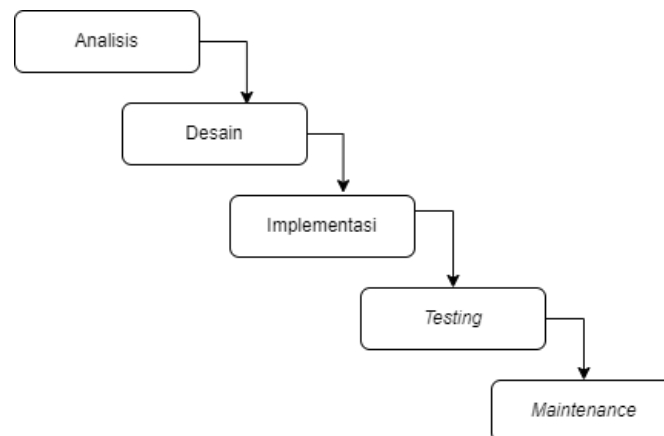 Analisis
Desain
Implementasi
Testing
Maintenance